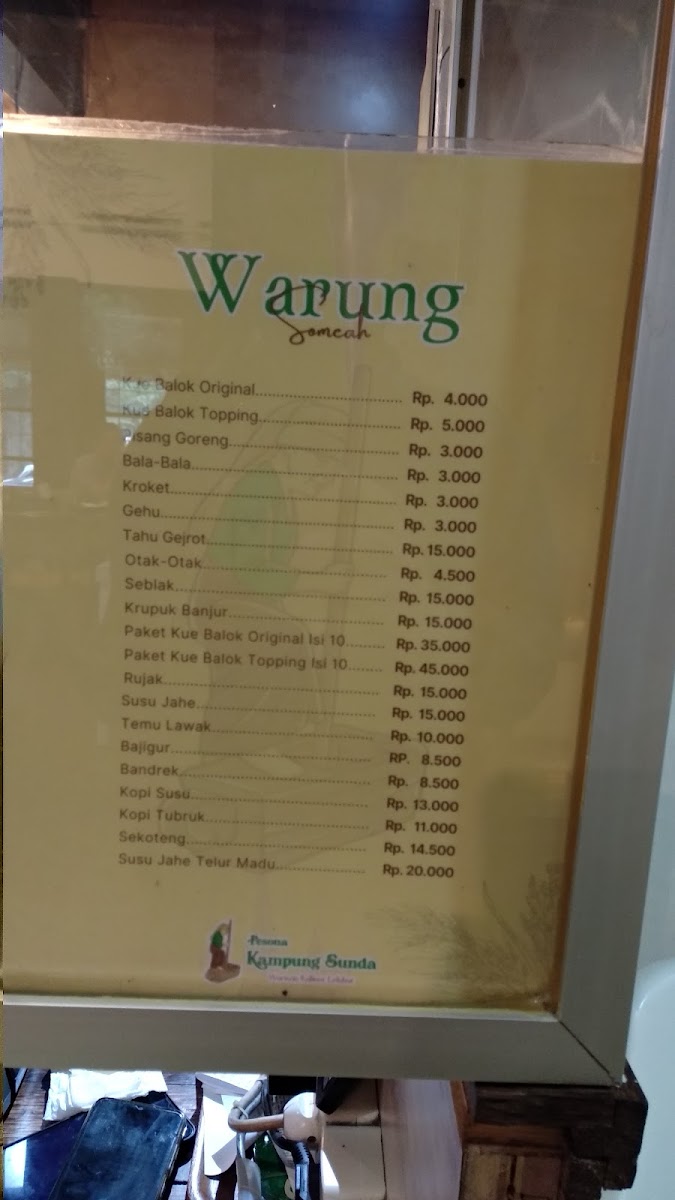 Warung
Someah
Kue Balok Original.......... Rp. 4.000
Kue Balok Topping.......... Rp. 5.000
Pisang Goreng.......... Rp. 3.000
Bala-Bala.......... Rp. 3.000
Kroket.......... Rp. 3.000
Gehu.......... Rp. 3.000
Tahu Gejrot.......... Rp. 15.000
Otak-Otak.......... Rp. 4.500
Seblak.......... Rp. 15.000
Krupuk Banjur.......... Rp. 15.000
Paket Kue Balok Original Isi 10.......... Rp. 35.000
Paket Kue Balok Topping Isi 10.......... Rp. 45.000
Rujak.......... Rp. 15.000
Susu Jahe.......... Rp. 15.000
Temu Lawak.......... Rp. 10.000
Bajigur.......... RP. 8.500
Bandrek.......... Rp. 8.500
Kopi Susu.......... Rp. 13.000
Kopi Tubruk.......... Rp. 11.000
Sekoteng.......... Rp. 14.500
Susu Jahe Telur Madu.......... Rp. 20.000
Pesona
Kampung Sunda